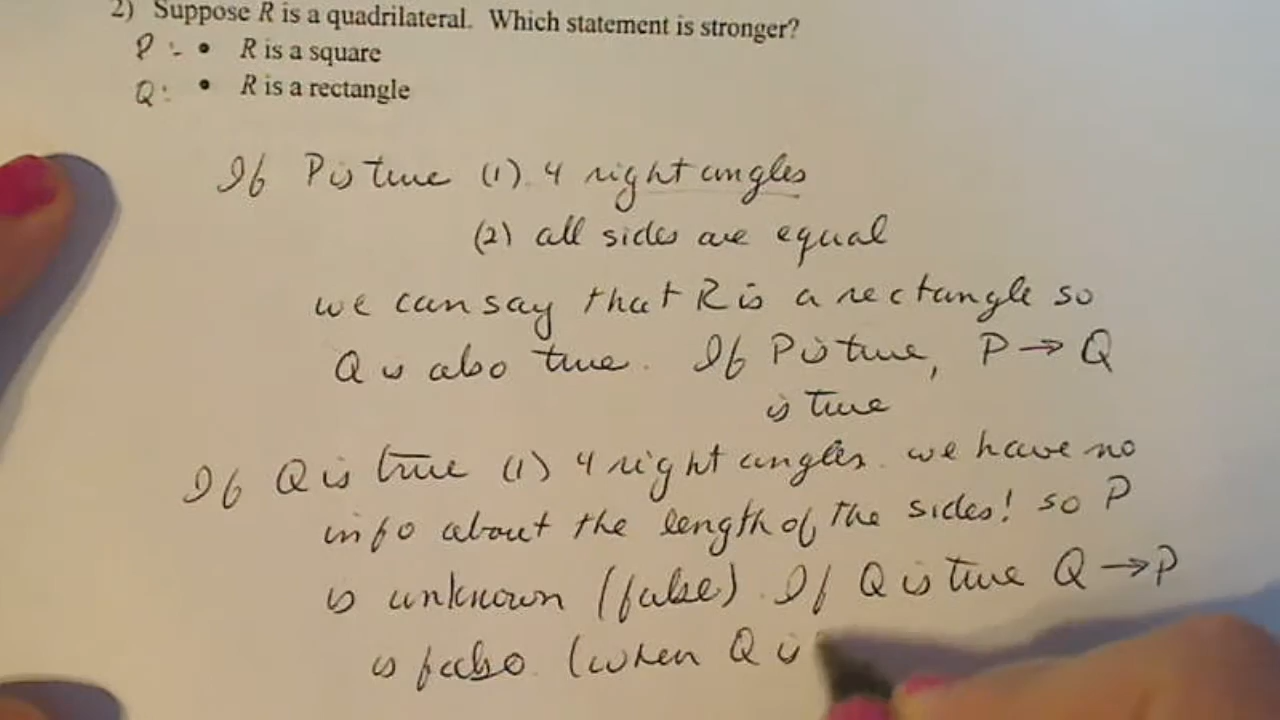 2) Suppose R is a quadrilateral. Which statement is stronger?
P: • R is a square
Q: • R is a rectangle
If P is true (1) 4 right angles
(2) all sides are equal
we can say that R is a rectangle so
Q is also true. If P is true, P → Q
is true
If Q is true (1) 4 right angles. we have no
info about the length of the sides! so P
is unknown (false). If Q is true Q → P
is false. (when Q is